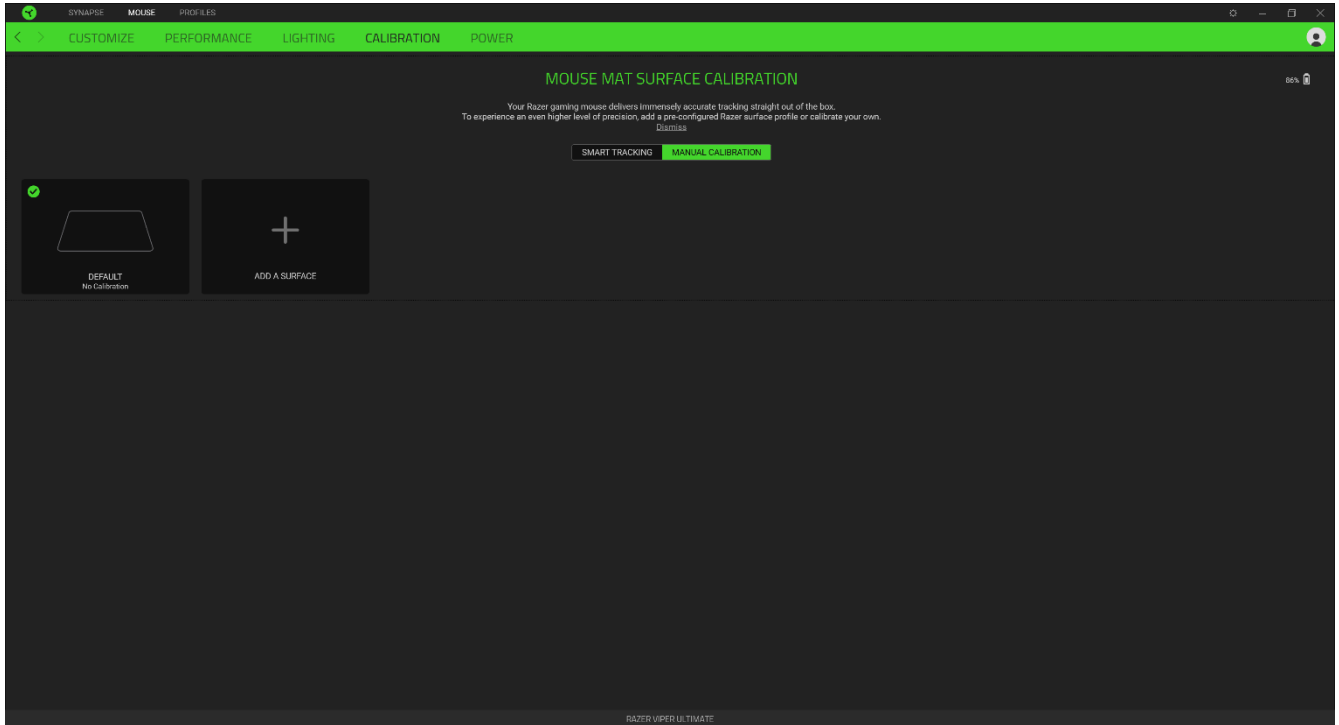 SYNAPSE MOUSE PROFILES
CUSTOMIZE PERFORMANCE LIGHTING CALIBRATION POWER
MOUSE MAT SURFACE CALIBRATION
86%
Your Razer gaming mouse delivers immensely accurate tracking straight out of the box.
To experience an even higher level of precision, add a pre-configured Razer surface profile or calibrate your own.
Dismiss
SMART TRACKING MANUAL CALIBRATION
DEFAULT
No Calibration
ADD A SURFACE
RAZER VIPER ULTIMATE